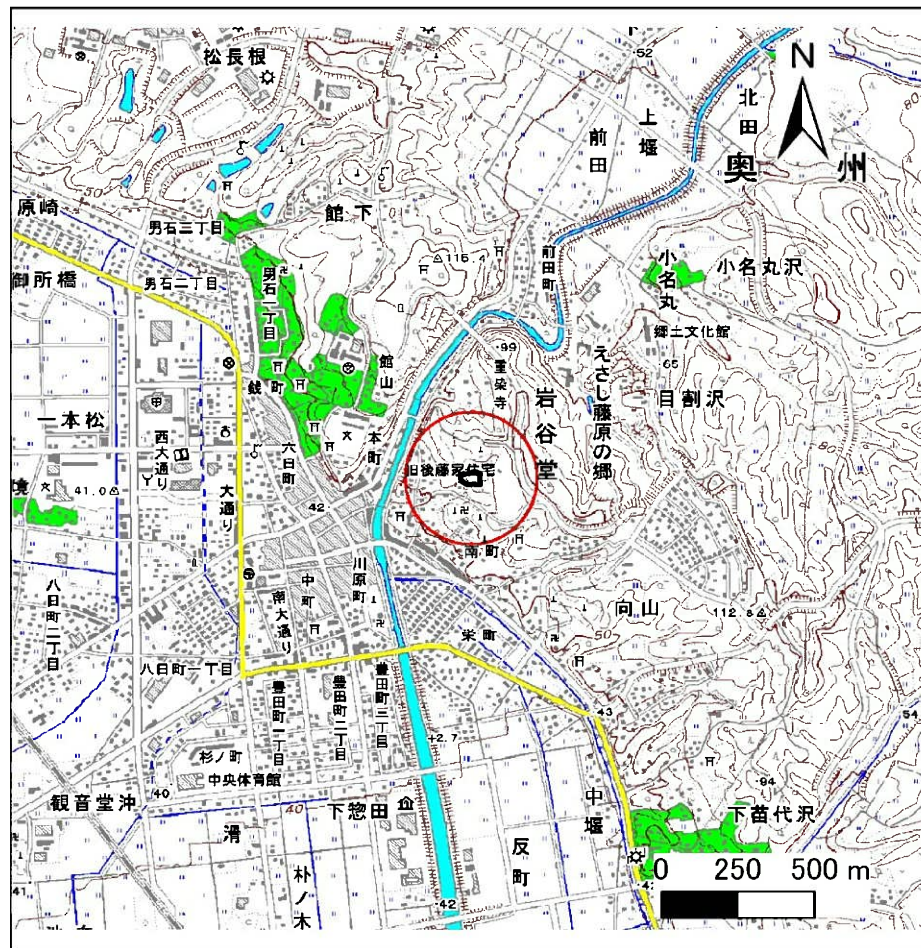 松長根
52
北田
N
上堰
前田
奥州
50
原崎
館下
男石三丁目
115.4
前田町
小名丸
小名丸沢
御所橋
男石二丁目
男石一丁目
郷土文化館
99
65
館山
重染寺
岩谷堂
えさし藤原の郷
目割沢
銭町
一本松
本町
六日町
西大通り
大通り
旧後藤家住宅
境
41.0
42
南町
川原町
中町
南大通り
向山
112.8
八日町二丁目
栄町
50
八日町一丁目
豊田町一丁目
豊田町二丁目
豊田町三丁目
43
54
+2.7
杉ノ町
中央体育館
94
観音堂沖
40
40
下惣田
中堰
下苗代沢
滑
反町
朴ノ木
0 250 500 m
41
42